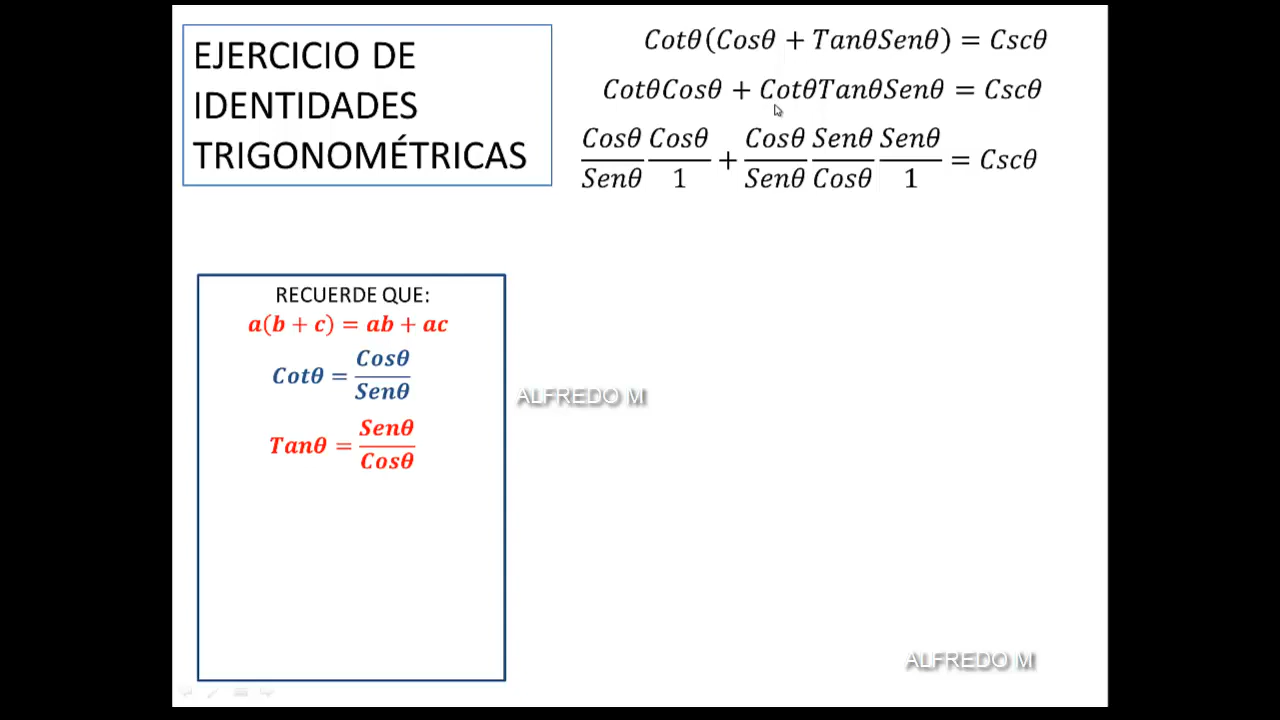 EJERCICIO DE
IDENTIDADES
TRIGONOMÉTRICAS
Cotθ(Cosθ + TanθSenθ) = Cscθ
CotθCosθ + CotθTanθSenθ = Cscθ
Cosθ/Senθ Cosθ/1 + Cosθ/Senθ Senθ/Cosθ Senθ/1 = Cscθ
RECUERDE QUE:
a(b + c) = ab + ac
Cotθ = Cosθ/Senθ
Tanθ = Senθ/Cosθ
ALFREDO M
ALFREDO M